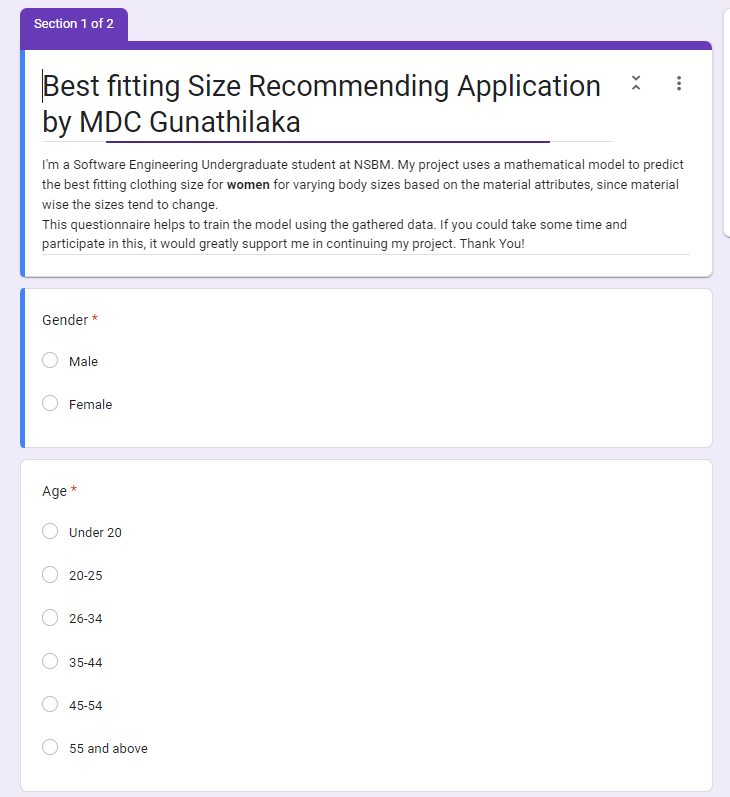 Section 1 of 2
Best fitting Size Recommending Application
by MDC Gunathilaka
I'm a Software Engineering Undergraduate student at NSBM. My project uses a mathematical model to predict
the best fitting clothing size for women for varying body sizes based on the material attributes, since material
wise the sizes tend to change.
This questionnaire helps to train the model using the gathered data. If you could take some time and
participate in this, it would greatly support me in continuing my project. Thank You!
Gender *
Male
Female
Age *
Under 20
20-25
26-34
35-44
45-54
55 and above